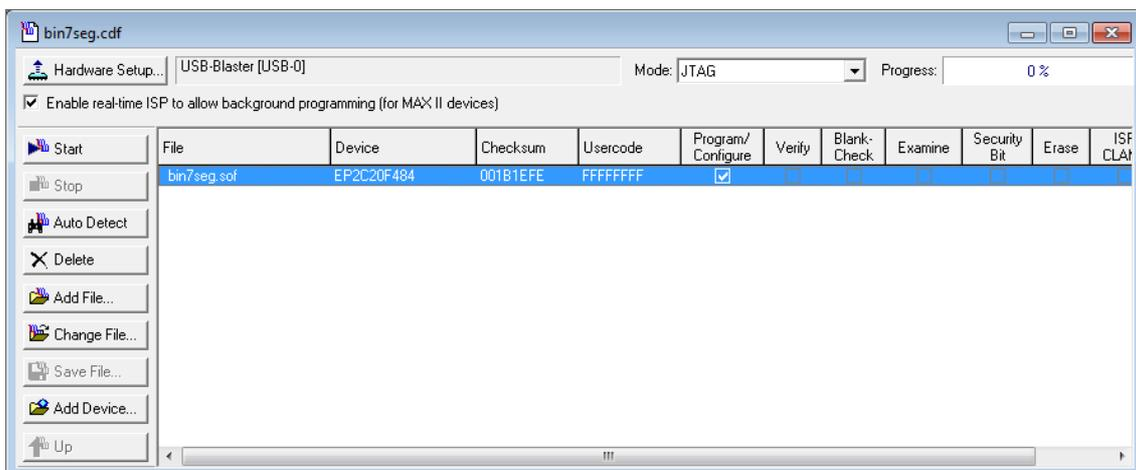 bin7seg.cdf
Hardware Setup... USB-Blaster [USB-0] Mode: JTAG Progress: 0 %
Enable real-time ISP to allow background programming (for MAX II devices)
Start
Stop
Auto Detect
Delete
Add File...
Change File...
Save File...
Add Device...
Up
File Device Checksum Usercode Program/ Configure Verify Blank- Check Examine Security Bit Erase
bin7seg.sof EP2C20F484 001B1EFE FFFFFFFF